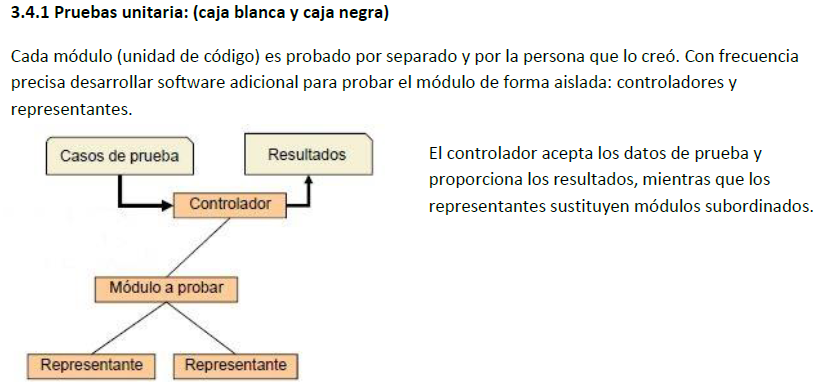 3.4.1 Pruebas unitaria: (caja blanca y caja negra)
Cada módulo (unidad de código) es probado por separado y por la persona que lo creó. Con frecuencia
precisa desarrollar software adicional para probar el módulo de forma aislada: controladores y
representantes.
Casos de prueba
Resultados
Controlador
Módulo a probar
Representante
Representante
El controlador acepta los datos de prueba y
proporciona los resultados, mientras que los
representantes sustituyen módulos subordinados.